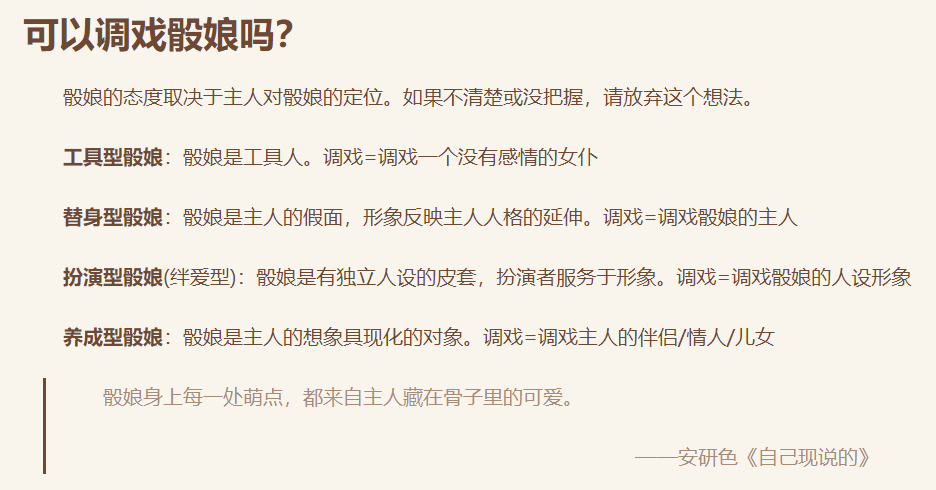 可以调戏骰娘吗？
骰娘的态度取决于主人对骰娘的定位。如果不清楚或没把握，请放弃这个想法。
工具型骰娘：骰娘是工具人。调戏=调戏一个没有感情的女仆
替身型骰娘：骰娘是主人的假面，形象反映主人人格的延伸。调戏=调戏骰娘的主人
扮演型骰娘(绊爱型)：骰娘是有独立人设的皮套，扮演者服务于形象。调戏=调戏骰娘的人设形象
养成型骰娘：骰娘是主人的想象具现化的对象。调戏=调戏主人的伴侣/情人/儿女
骰娘身上每一处萌点，都来自主人藏在骨子里的可爱。
——安研色《自己现说的》